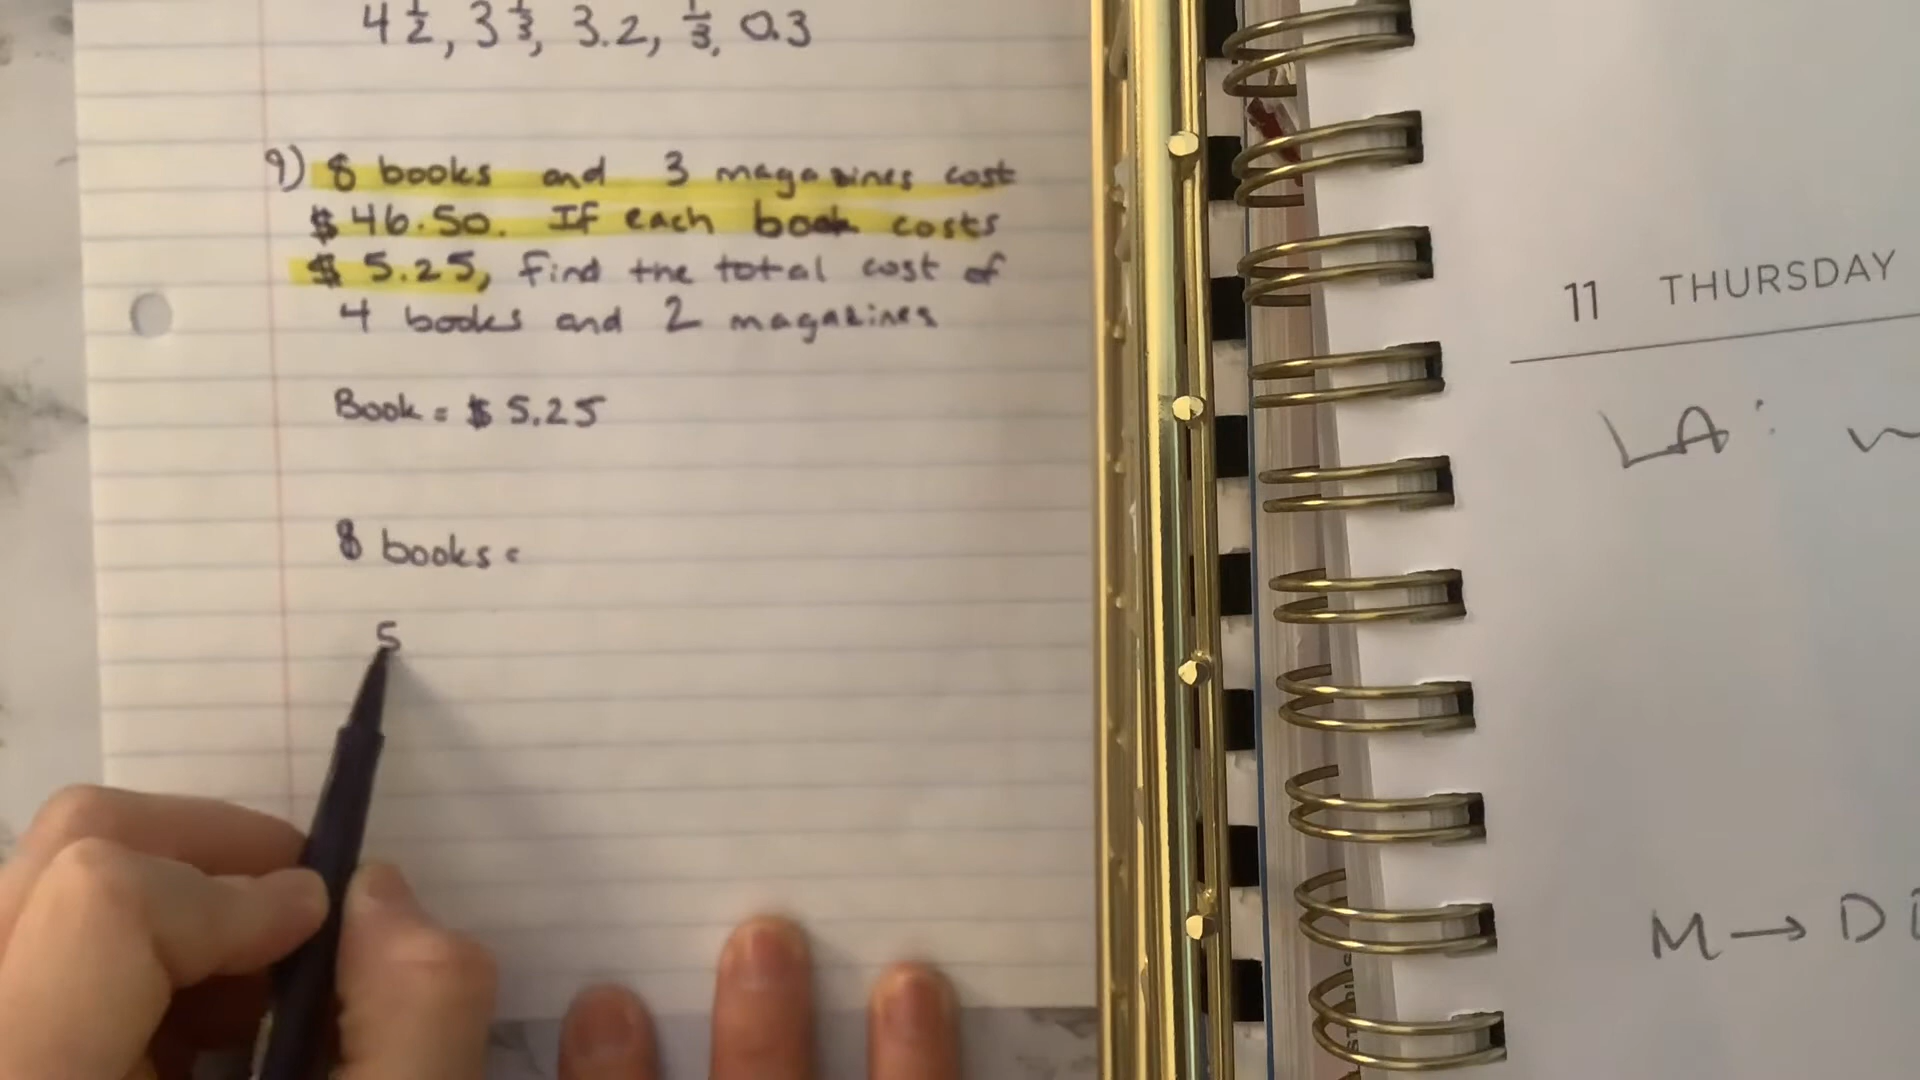 4 1/2, 3 1/3, 3.2, 1/3, 0.3
9) 8 books and 3 magazines cost
$46.50. If each book costs
$5.25, find the total cost of
4 books and 2 magazines
Book = $5.25
8 books =
5
11 THURSDAY
LA:
M → D